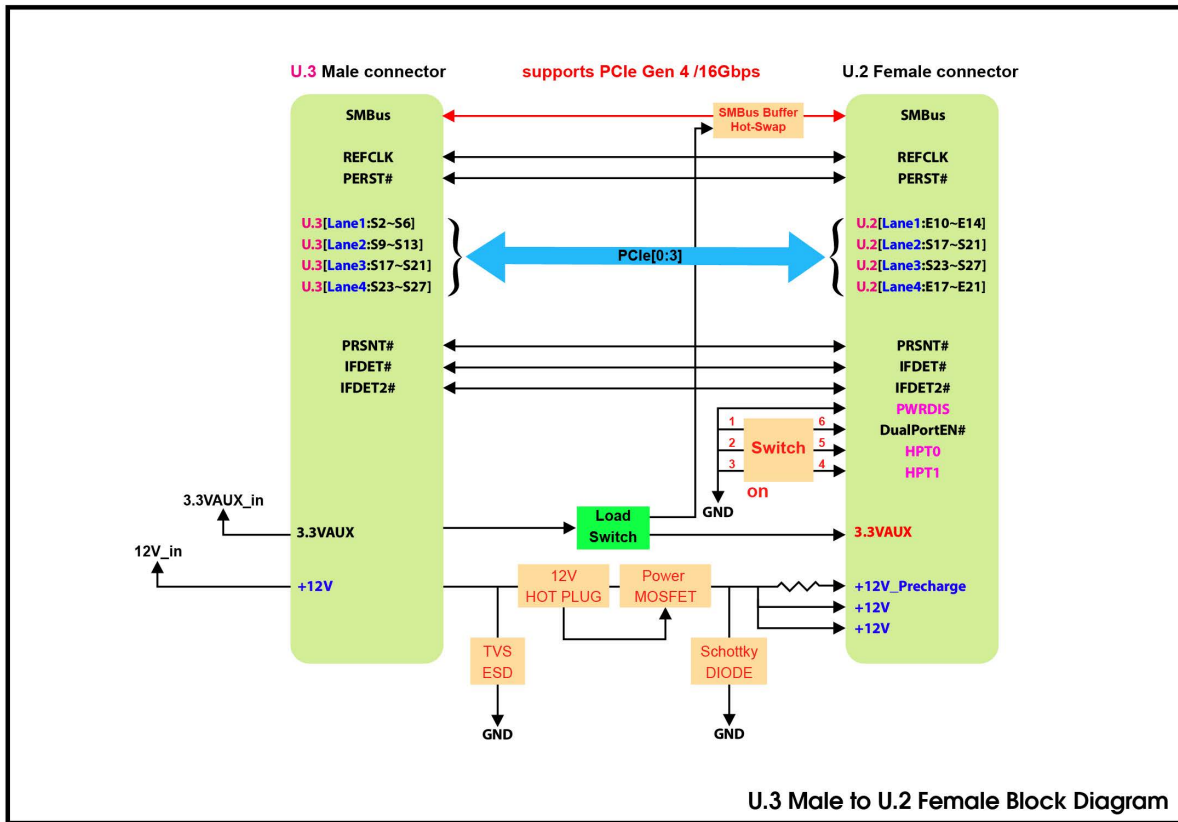 U.3 Male connector
supports PCIe Gen 4 /16Gbps
U.2 Female connector
SMBus
SMBus Buffer
Hot-Swap
SMBus
REFCLK
REFCLK
PERST#
PERST#
U.3[Lane1:S2~S6]
U.3[Lane2:S9~S13]
U.3[Lane3:S17~S21]
U.3[Lane4:S23~S27]
PCIe[0:3]
U.2[Lane1:E10~E14]
U.2[Lane2:S17~S21]
U.2[Lane3:S23~S27]
U.2[Lane4:E17~E21]
PRSNT#
PRSNT#
IFDET#
IFDET#
IFDET2#
IFDET2#
PWRDIS
1
6
DualPortEN#
2
Switch
5
HPT0
3
4
HPT1
on
GND
3.3VAUX_in
3.3VAUX
Load
Switch
3.3VAUX
12V_in
+12V
12V
HOT PLUG
Power
MOSFET
+12V_Precharge
+12V
+12V
TVS
ESD
Schottky
DIODE
GND
GND
U.3 Male to U.2 Female Block Diagram